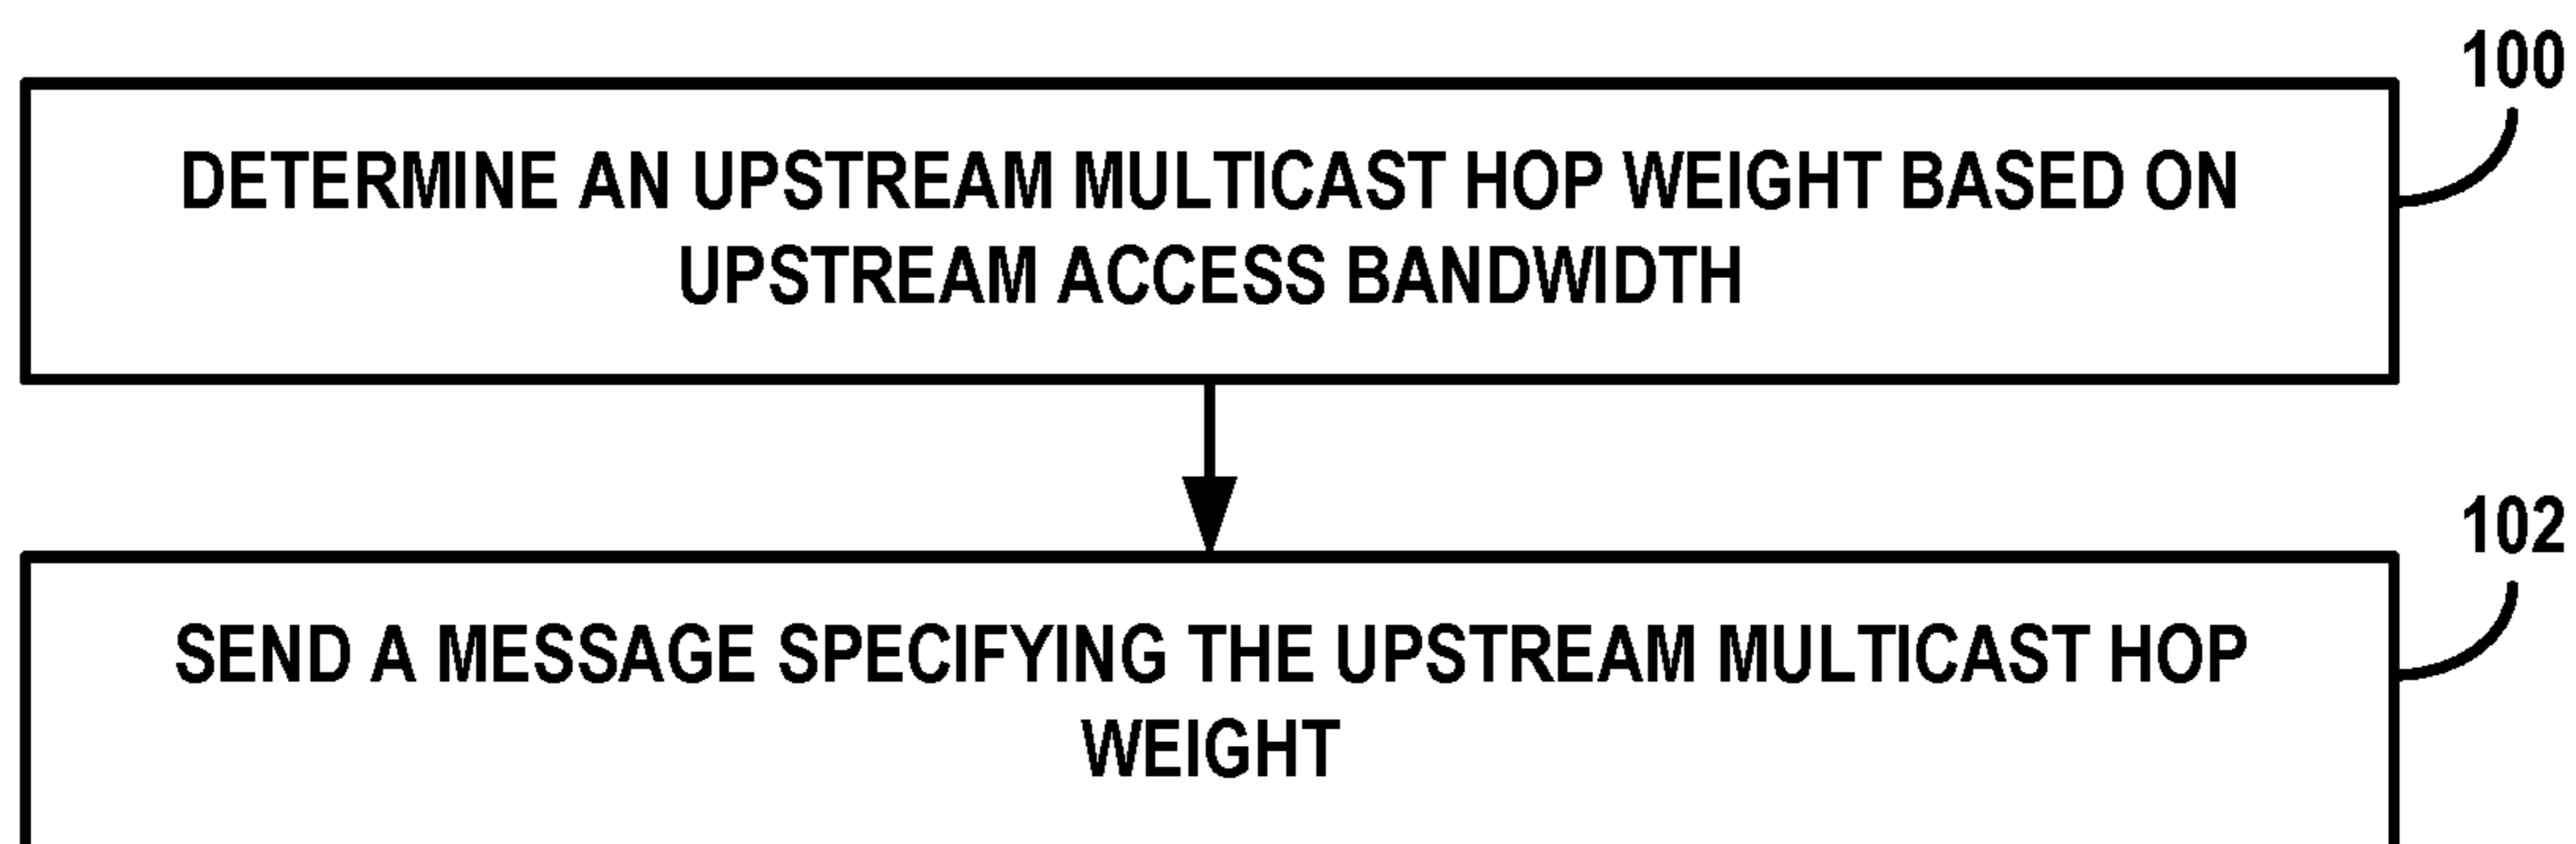 100
DETERMINE AN UPSTREAM MULTICAST HOP WEIGHT BASED ON
UPSTREAM ACCESS BANDWIDTH
102
SEND A MESSAGE SPECIFYING THE UPSTREAM MULTICAST HOP
WEIGHT